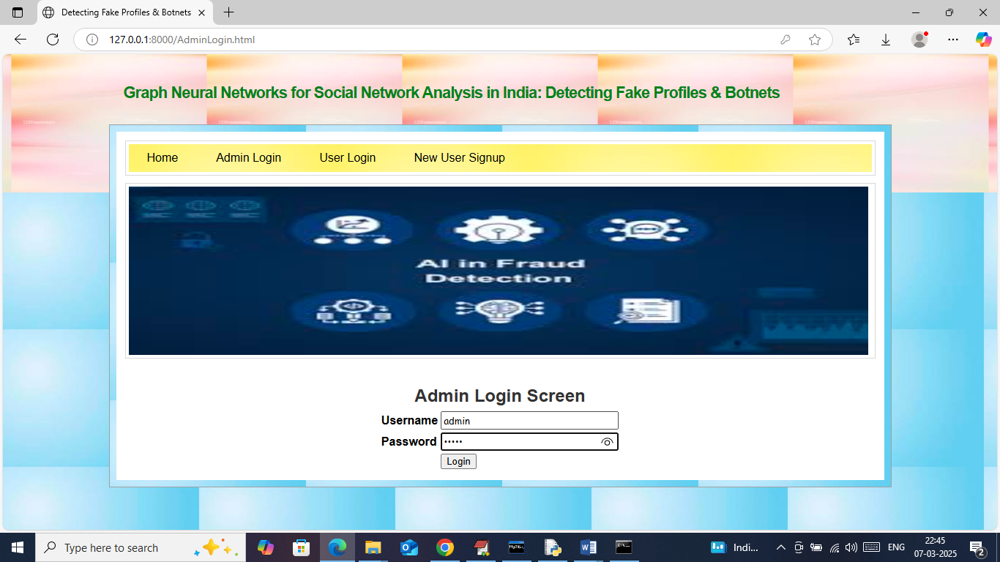 Detecting Fake Profiles & Botnets
127.0.0.1:8000/AdminLogin.html
Graph Neural Networks for Social Network Analysis in India: Detecting Fake Profiles & Botnets
Home Admin Login User Login New User Signup
AI in Fraud
Detection
Admin Login Screen
Username admin
Password •••••
Login
Type here to search
Indi...
ENG
22:45
07-03-2025
2